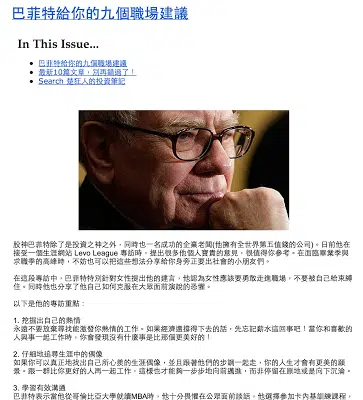 巴菲特給你的九個職場建議
In This Issue...
巴菲特給你的九個職場建議
最新10篇文章，別再錯過了！
Search 楚狂人的投資筆記
股神巴菲特除了是投資之神之外，同時也一名成功的企業老闆(他擁有全世界第五值錢的公司)。日前他在
接受一個生涯網站 Levo League 專訪時，提出很多他個人寶貴的意見，很值得你參考。在面臨畢業季與
求職季的高峰時，不妨也可以把這些想法分享給你身旁正要出社會的小朋友們。
在這段專訪中，巴菲特特別針對女性提出他的建言，他認為女性應該要勇敢走進職場，不要被自己給束縛
住。同時他也分享了他自己如何克服在大眾面前演說的恐懼。
以下是他的專訪重點：
1. 挖掘出自己的熱情
永遠不要放棄尋找能激發你熱情的工作。如果經濟還撐得下去的話，先忘記薪水這回事吧！當你和喜歡的
人與事一起工作時，你會發現沒有什麼事是比那個更美好的！
2. 仔細地追尋生涯中的偶像
如果你可以真正地找出自己所心羨的生涯偶像，並且跟著他們的步調一起走，你的人生才會有更美的願
景。跟一群比你更好的人再一起工作，這樣也才能夠一步步地向前邁進，而非停留在原地或是向下沉淪。
3. 學習有效溝通
巴菲特表示當他從哥倫比亞大學就讀MBA時，他十分畏懼在公眾面前談話。他選擇參加卡內基訓練課程，